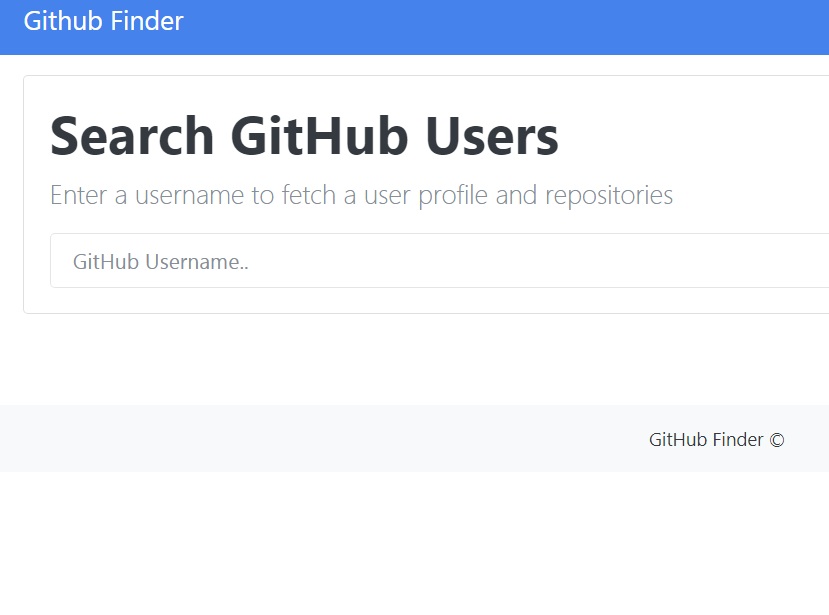 Github Finder
Search GitHub Users
Enter a username to fetch a user profile and repositories
GitHub Username..
GitHub Finder ©